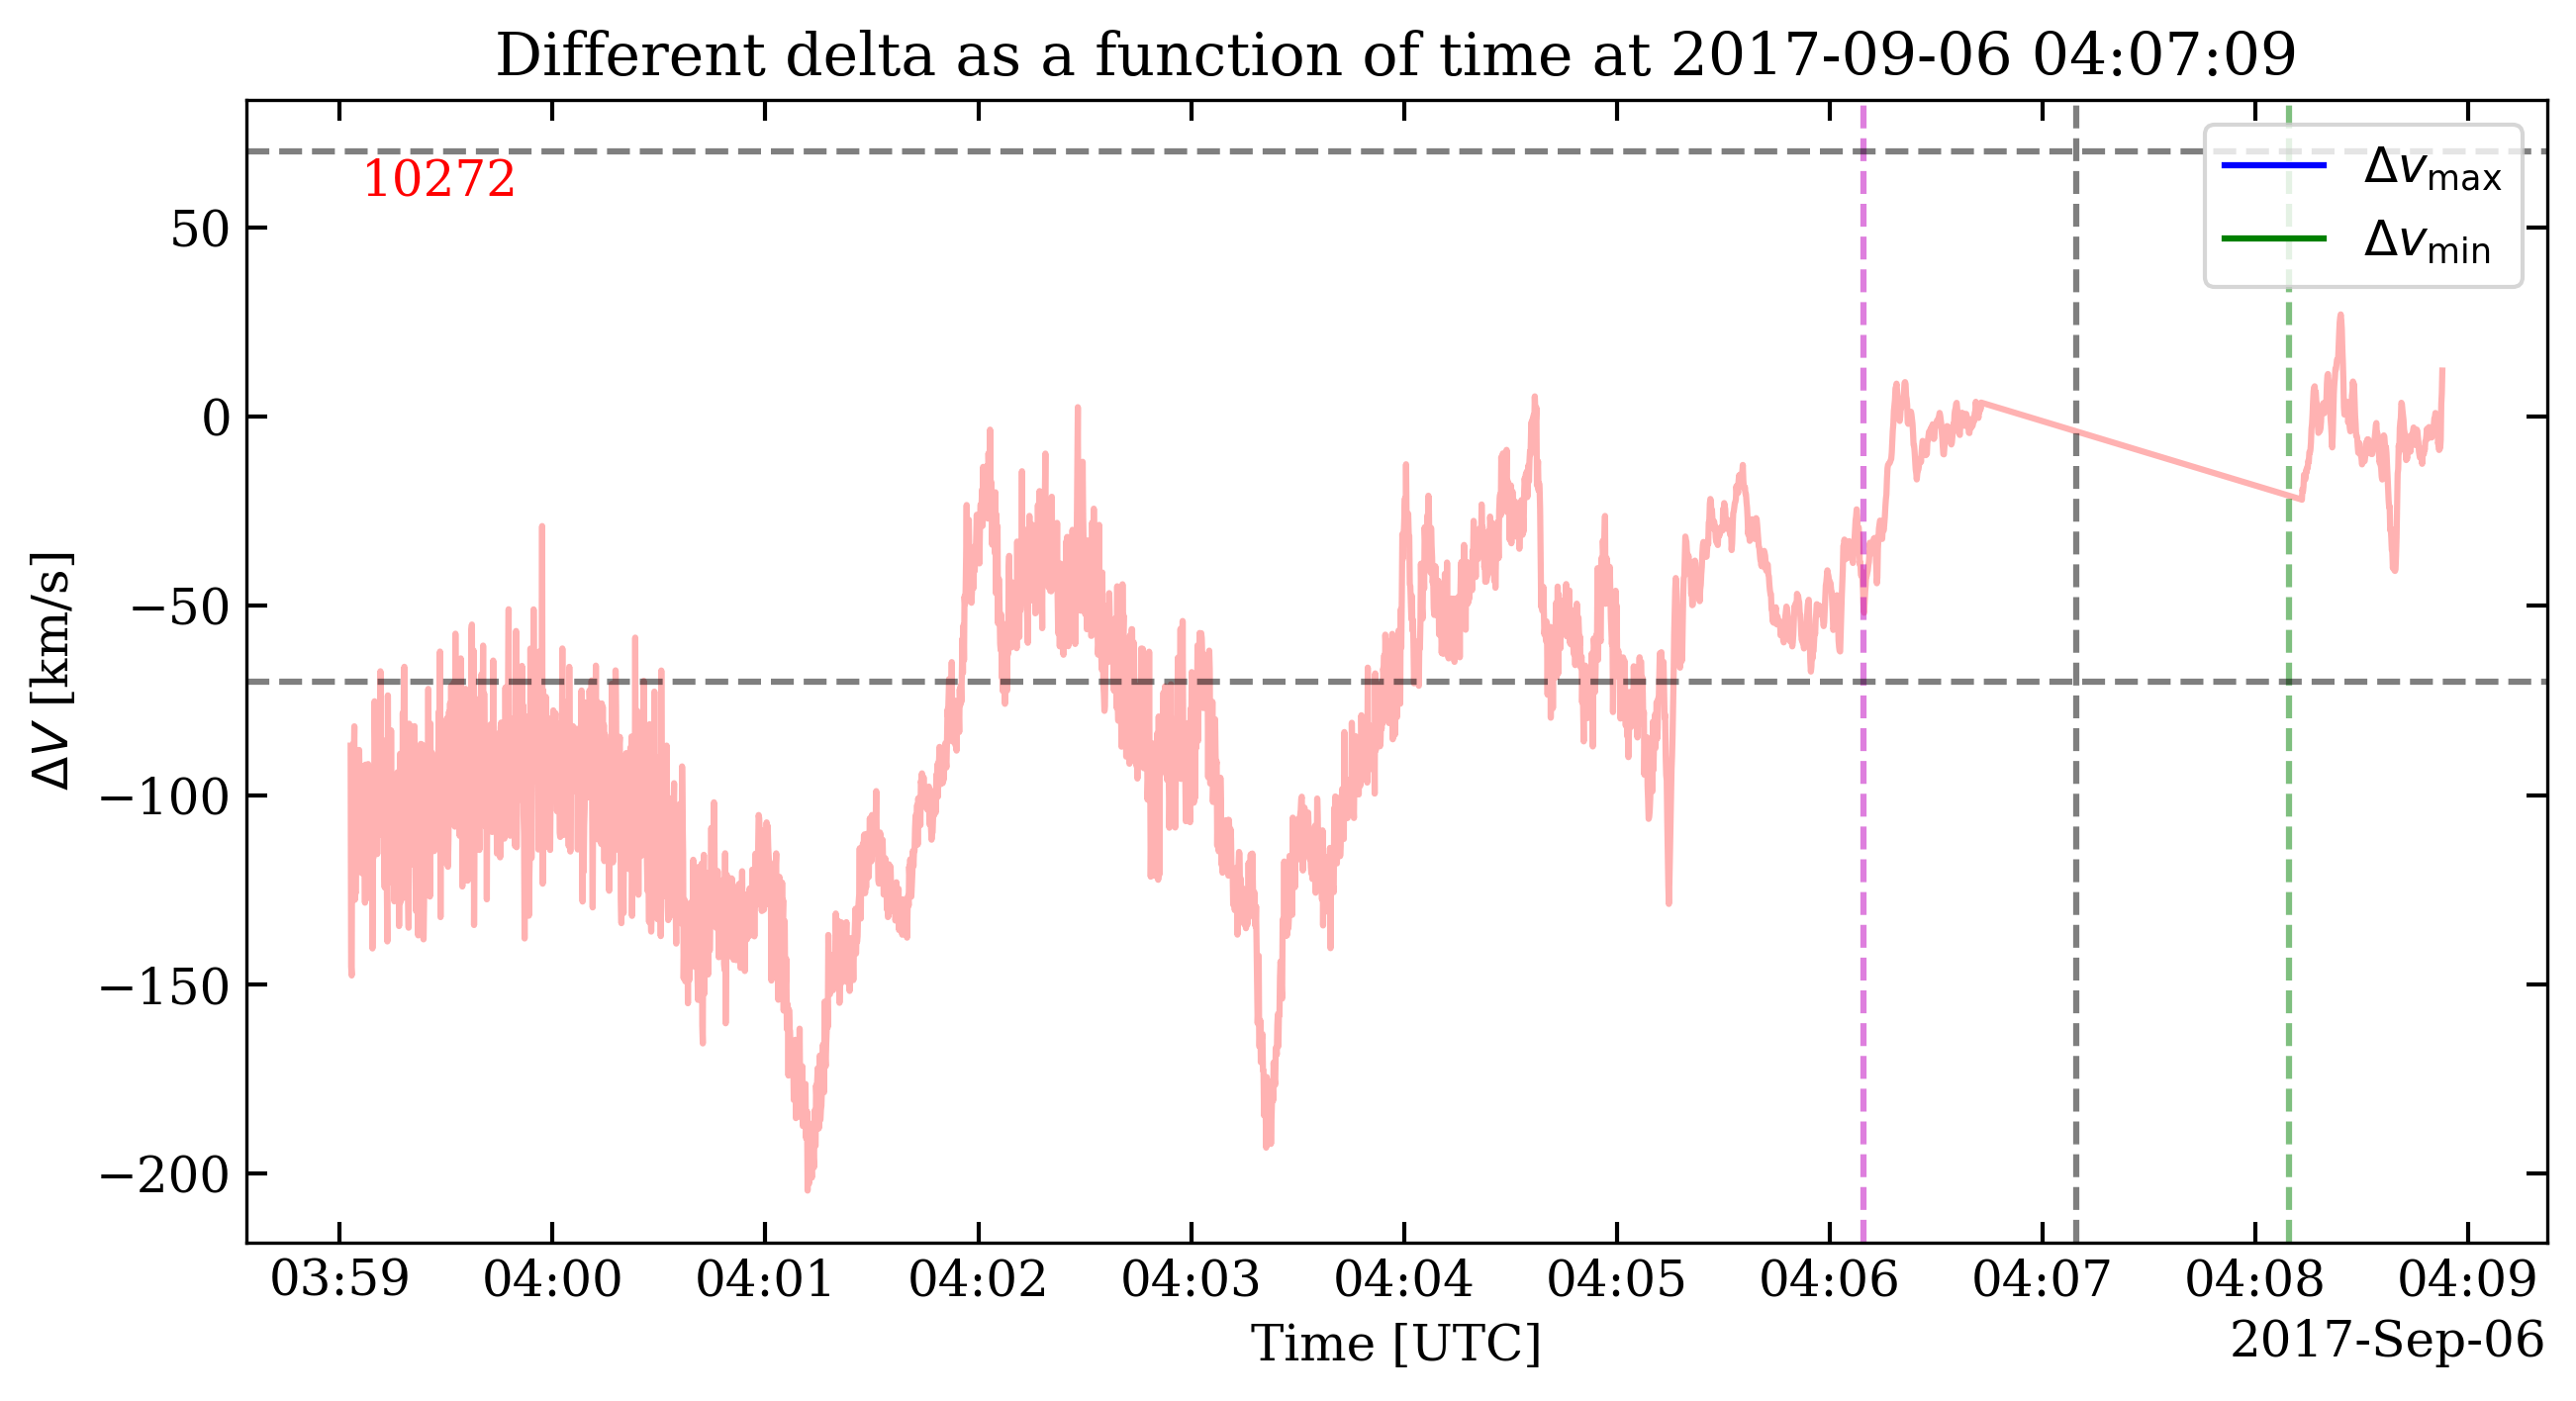 Different delta as a function of time at 2017-09-06 04:07:09
10272
Δv_max
Δv_min
50
0
−50
−100
−150
−200
ΔV [km/s]
03:59 04:00 04:01 04:02 04:03 04:04 04:05 04:06 04:07 04:08 04:09
Time [UTC]
2017-Sep-06